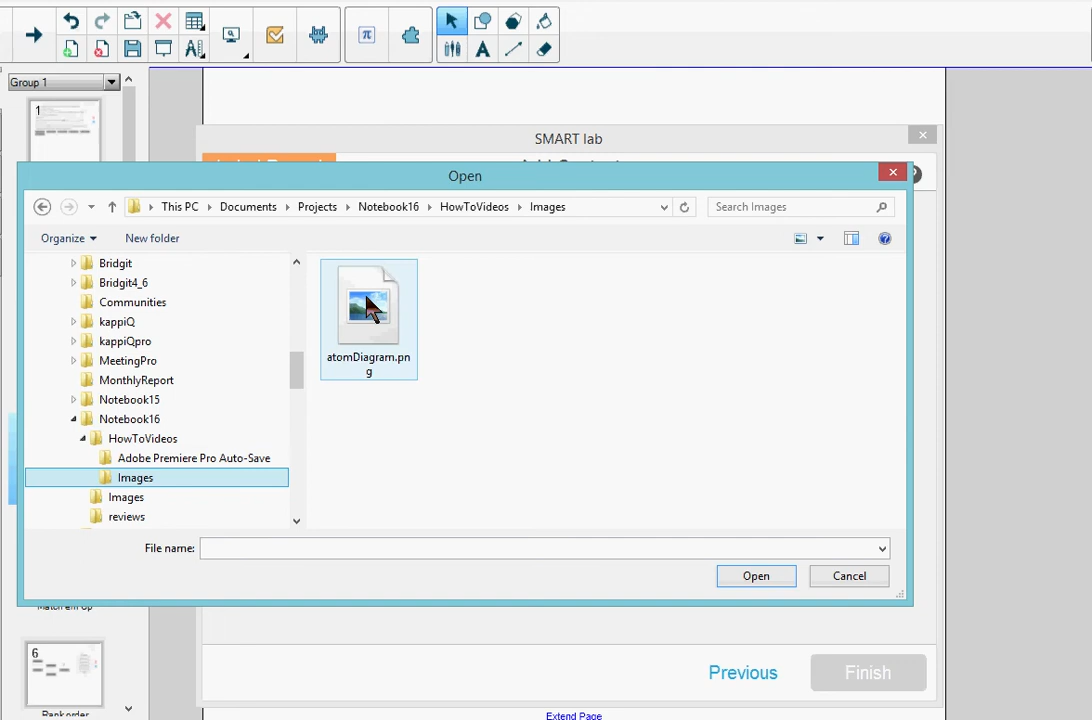 Group 1
1
SMART lab
Open
This PC
Documents
Projects
Notebook16
HowToVideos
Images
Search Images
Organize
New folder
Bridgit
Bridgit4_6
Communities
kappiQ
kappiQpro
MeetingPro
MonthlyReport
Notebook15
Notebook16
HowToVideos
Adobe Premiere Pro Auto-Save
Images
Images
reviews
atomDiagram.pn
g
File name:
Open
Cancel
6
Rank order
Previous
Finish
Extend Page